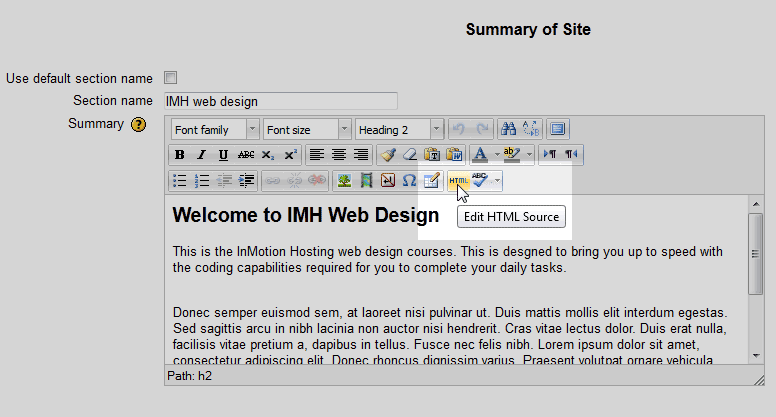 Summary of Site
Use default section name
Section name IMH web design
Summary ?
Font family Font size Heading 2
B I U ABC x₂ x²
HTML ABC
Edit HTML Source
Welcome to IMH Web Design
This is the InMotion Hosting web design courses. This is desgned to bring you up to speed with
the coding capabilities required for you to complete your daily tasks.
Donec semper euismod sem, at laoreet nisi pulvinar ut. Duis mattis mollis elit interdum egestas.
Sed sagittis arcu in nibh lacinia non auctor nisi hendrerit. Cras vitae lectus dolor. Duis erat nulla,
facilisis vitae pretium a, dapibus in tellus. Fusce nec felis nibh. Lorem ipsum dolor sit amet,
consectetur adipiscing elit. Donec rhoncus dignissim varius. Praesent volutpat ornare vehicula
Path: h2